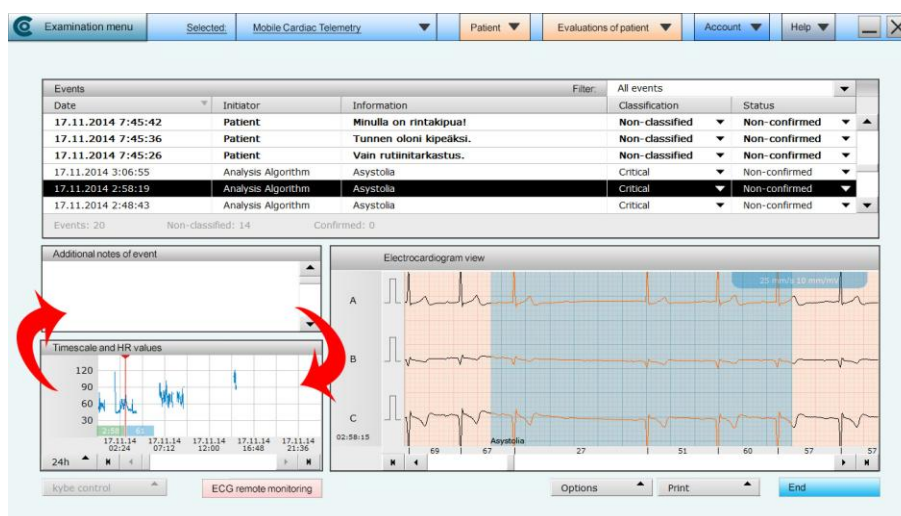 Examination menu Selected: Mobile Cardiac Telemetry Patient Evaluations of patient Account Help
Events Filter: All events
Date Initiator Information Classification Status
17.11.2014 7:45:42 Patient Minulla on rintakipua! Non-classified Non-confirmed
17.11.2014 7:45:36 Patient Tunnen oloni kipeäksi. Non-classified Non-confirmed
17.11.2014 7:45:26 Patient Vain rutiinitarkastus. Non-classified Non-confirmed
17.11.2014 3:06:55 Analysis Algorithm Asystolia Critical Non-confirmed
17.11.2014 2:58:19 Analysis Algorithm Asystolia Critical Non-confirmed
17.11.2014 2:48:43 Analysis Algorithm Asystolia Critical Non-confirmed
Events: 20 Non-classified: 14 Confirmed: 0
Additional notes of event
Timescale and HR values
120
90
60
30
2:58 61
17.11.14 17.11.14 17.11.14 17.11.14 17.11.14
02:24 07:12 12:00 16:48 21:36
24h
Electrocardiogram view
25 mm/s 10 mm/mV
A
B
C
02:58:15
Asystolia
69 67 27 51 60 57 57
kybe control ECG remote monitoring Options Print End